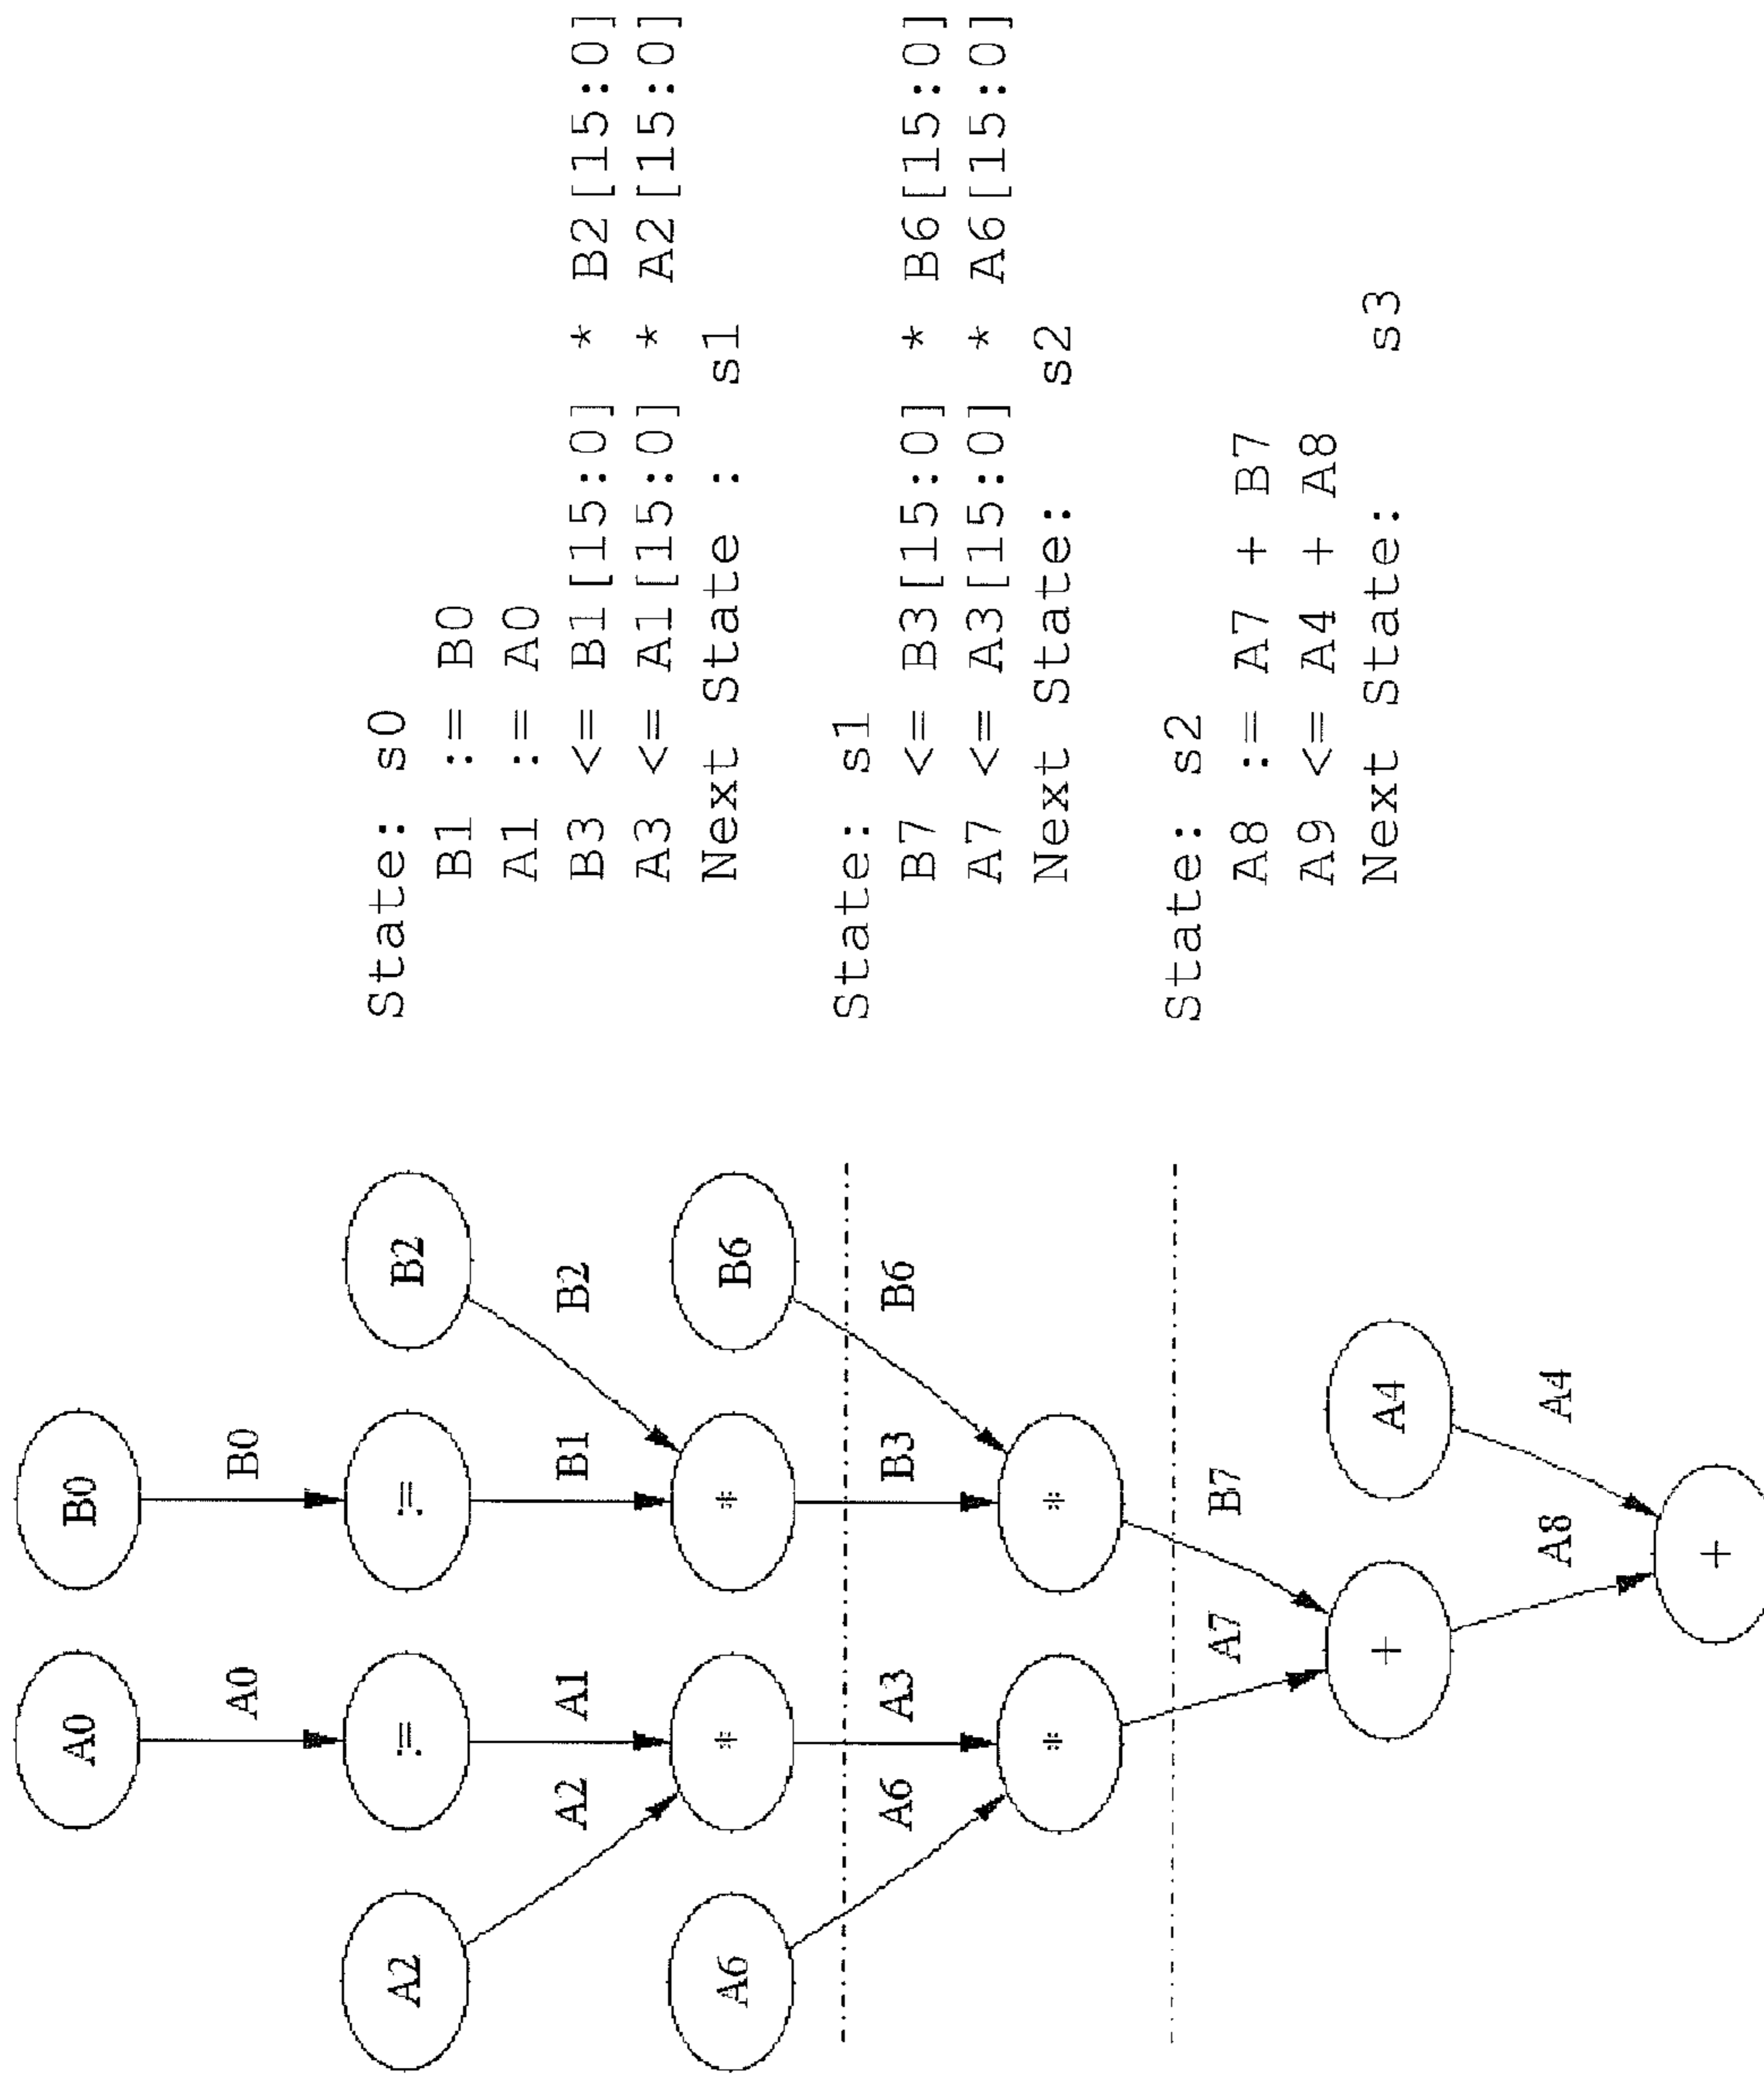 A0
B0
A0
B0
A2
:=
:=
B2
A2
A1
B1
B2
A6
*
*
B6
A6
A3
B3
B6
*
*
A7
B7
+
A4
A8
A4
+
State: s0
B1 := B0
A1 := A0
B3 <= B1[15:0] * B2[15:0]
A3 <= A1[15:0] * A2[15:0]
Next State : s1
State: s1
B7 <= B3[15:0] * B6[15:0]
A7 <= A3[15:0] * A6[15:0]
Next State: s2
State: s2
A8 := A7 + B7
A9 <= A4 + A8
Next State: s3